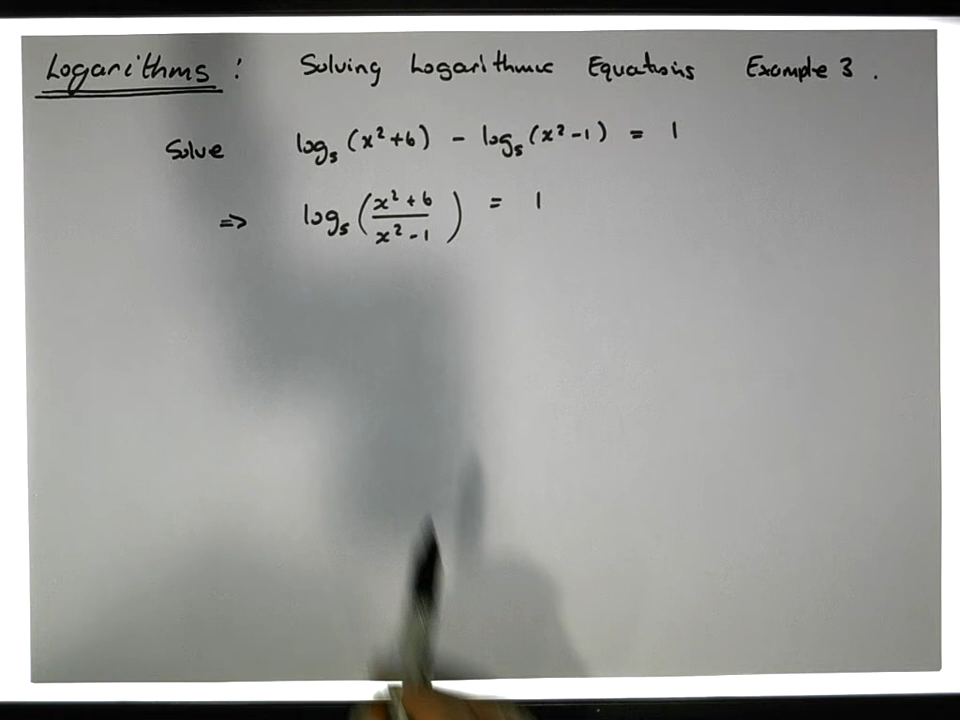 Logarithms : Solving Logarithmic Equations Example 3 .
Solve log₅(x²+6) - log₅(x²-1) = 1
=> log₅((x²+6)/(x²-1)) = 1